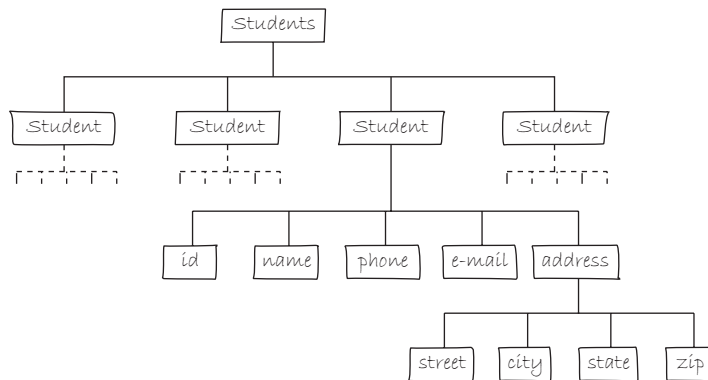 Students
Student Student Student Student
id name phone e-mail address
street city state zip